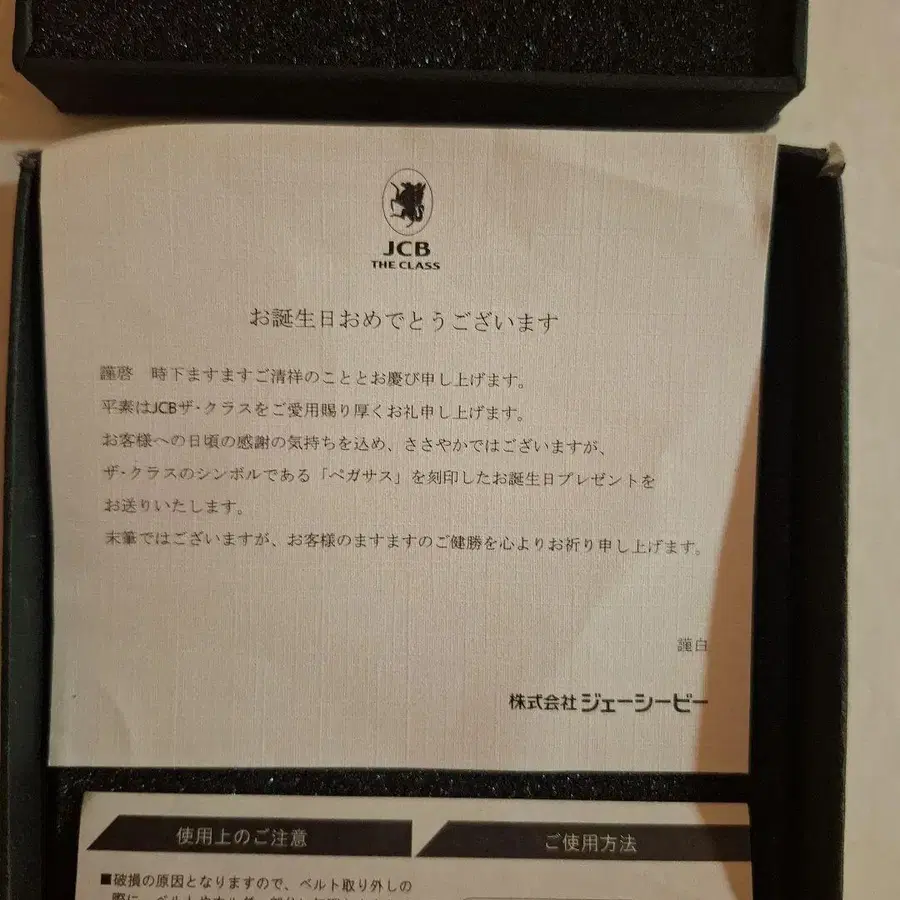 JCB
THE CLASS
お誕生日おめでとうございます
謹啓　時下ますますご清祥のこととお慶び申し上げます。
平素はJCBザ・クラスをご愛用賜り厚くお礼申し上げます。
お客様への日頃の感謝の気持ちを込め、ささやかではございますが、
ザ・クラスのシンボルである「ペガサス」を刻印したお誕生日プレゼントを
お送りいたします。
末筆ではございますが、お客様のますますのご健勝を心よりお祈り申し上げます。
謹白
株式会社ジェーシービー
使用上のご注意
ご使用方法
■破損の原因となりますので、ベルト取り外しの